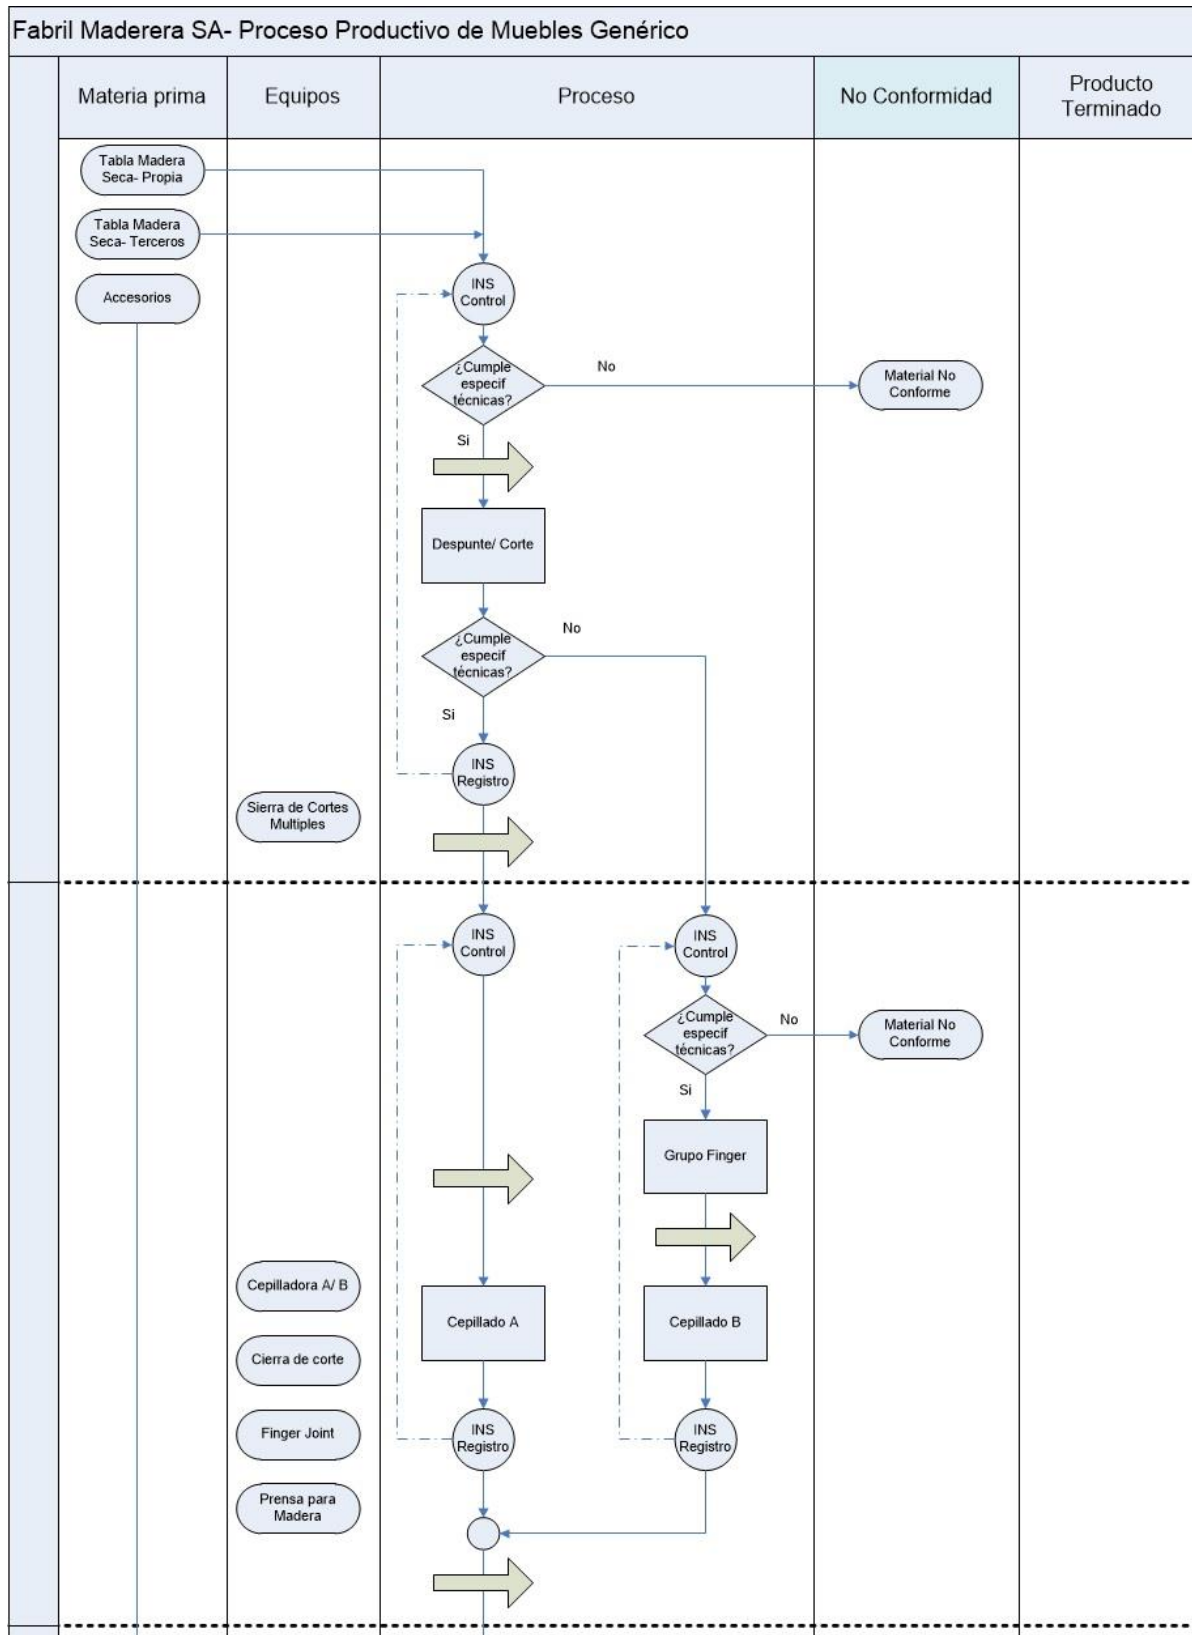 Fabril Maderera SA- Proceso Productivo de Muebles Genérico
Materia prima
Equipos
Proceso
No Conformidad
Producto
Terminado
Tabla Madera
Seca- Propia
Tabla Madera
Seca- Terceros
Accesorios
INS
Control
¿Cumple
especif
técnicas?
No
Material No
Conforme
Si
Despunte/ Corte
¿Cumple
especif
técnicas?
No
Si
INS
Registro
Sierra de Cortes
Multiples
INS
Control
INS
Control
¿Cumple
especif
técnicas?
No
Material No
Conforme
Si
Grupo Finger
Cepilladora A/ B
Cepillado A
Cepillado B
Cierra de corte
Finger Joint
INS
Registro
INS
Registro
Prensa para
Madera